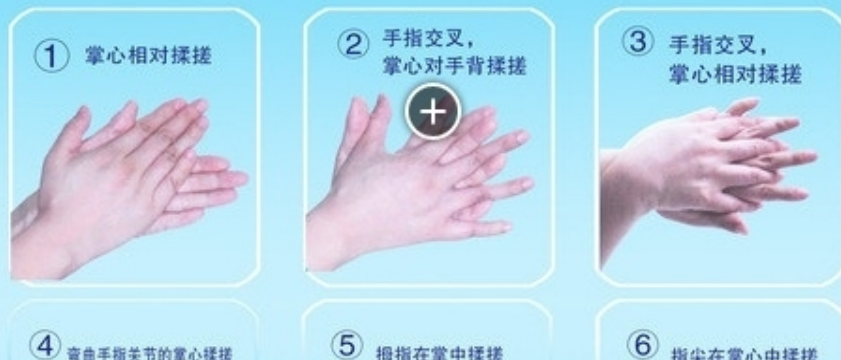 ① 掌心相对揉搓
② 手指交叉，
掌心对手背揉搓
③ 手指交叉，
掌心相对揉搓
④ 弯曲手指关节的掌心揉搓
⑤ 拇指在掌中揉搓
⑥ 指尖在掌心中揉搓